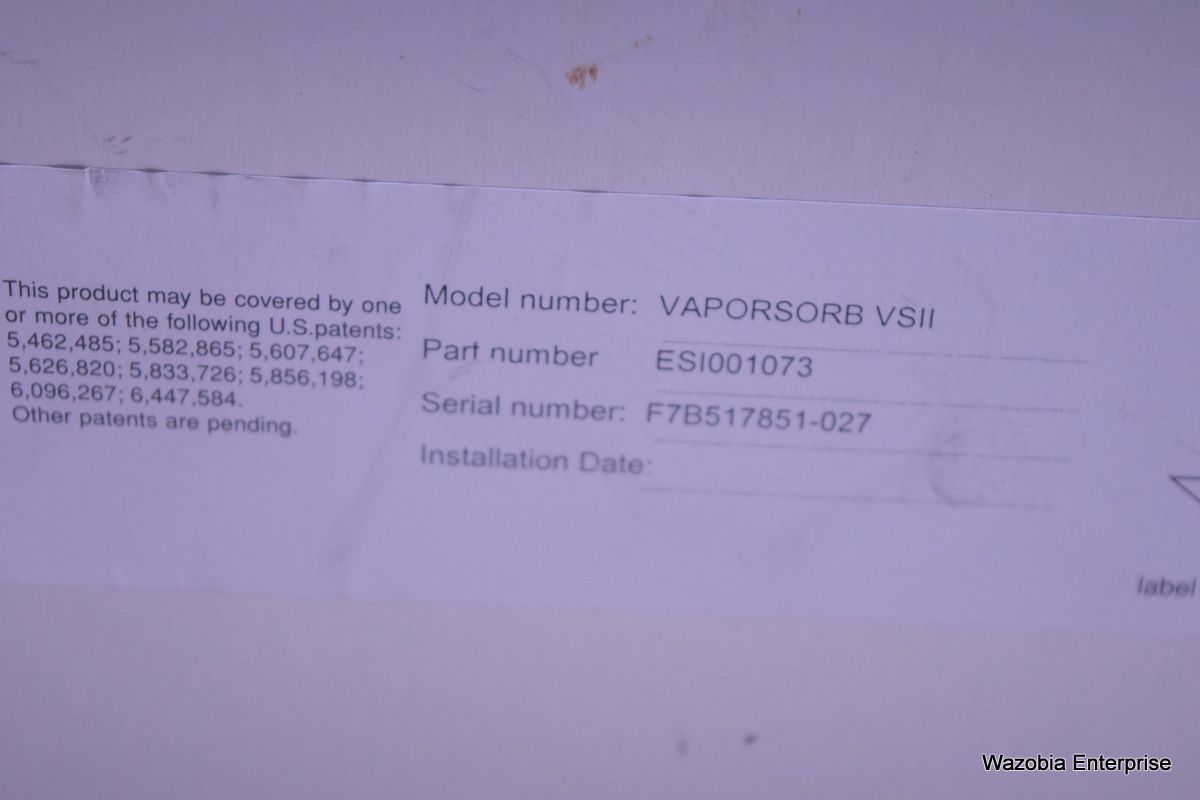 This product may be covered by one
or more of the following U.S.patents:
5,462,485; 5,582,865; 5,607,647;
5,626,820; 5,833,726; 5,856,198;
6,096,267; 6,447,584.
Other patents are pending.
Model number: VAPORSORB VSII
Part number ESI001073
Serial number: F7B517851-027
Installation Date:
label
Wazobia Enterprise